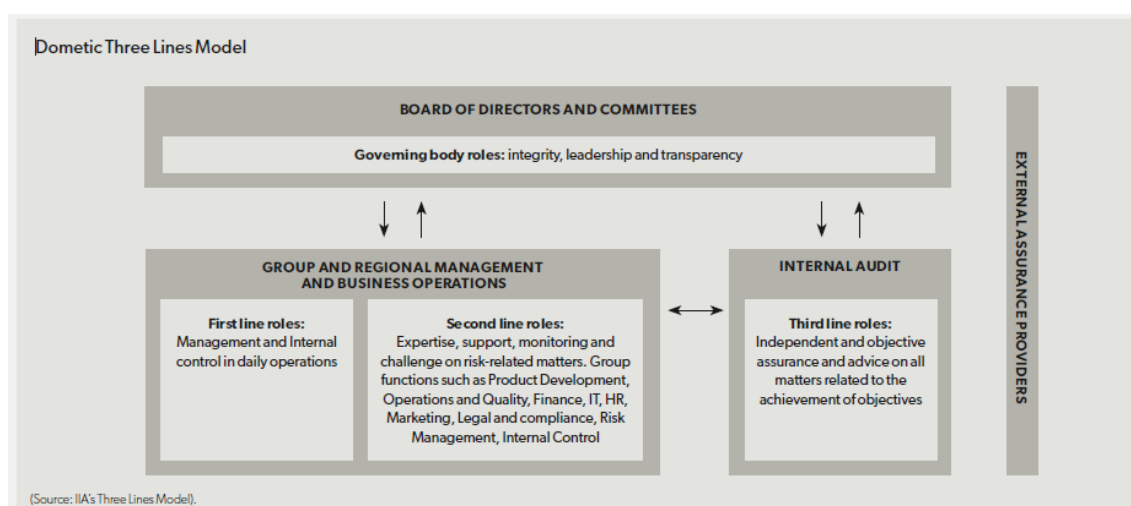 Dometic Three Lines Model
BOARD OF DIRECTORS AND COMMITTEES
Governing body roles: integrity, leadership and transparency
GROUP AND REGIONAL MANAGEMENT
AND BUSINESS OPERATIONS
First line roles:
Management and Internal
control in daily operations
Second line roles:
Expertise, support, monitoring and
challenge on risk-related matters. Group
functions such as Product Development,
Operations and Quality, Finance, IT, HR,
Marketing, Legal and compliance, Risk
Management, Internal Control
INTERNAL AUDIT
Third line roles:
Independent and objective
assurance and advice on all
matters related to the
achievement of objectives
EXTERNAL ASSURANCE PROVIDERS
(Source: IIA's Three Lines Model).